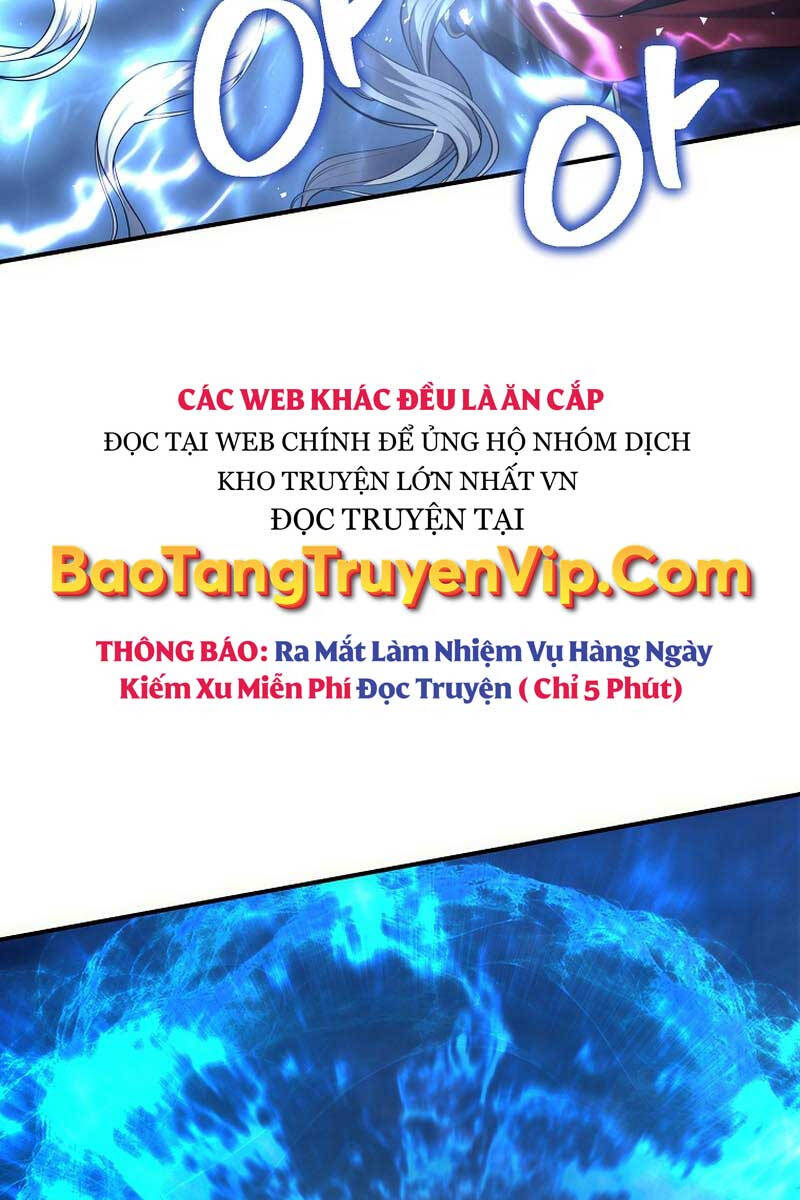 아아
CÁC WEB KHÁC ĐỀU LÀ ĂN CẮP
ĐỌC TẠI WEB CHÍNH ĐỂ ỦNG HỘ NHÓM DỊCH
KHO TRUYỆN LỚN NHẤT VN
ĐỌC TRUYỆN TẠI
BaoTangTruyenVip.Com
THÔNG BÁO: Ra Mắt Làm Nhiệm Vụ Hàng Ngày
Kiếm Xu Miễn Phí Đọc Truyện ( Chỉ 5 Phút)